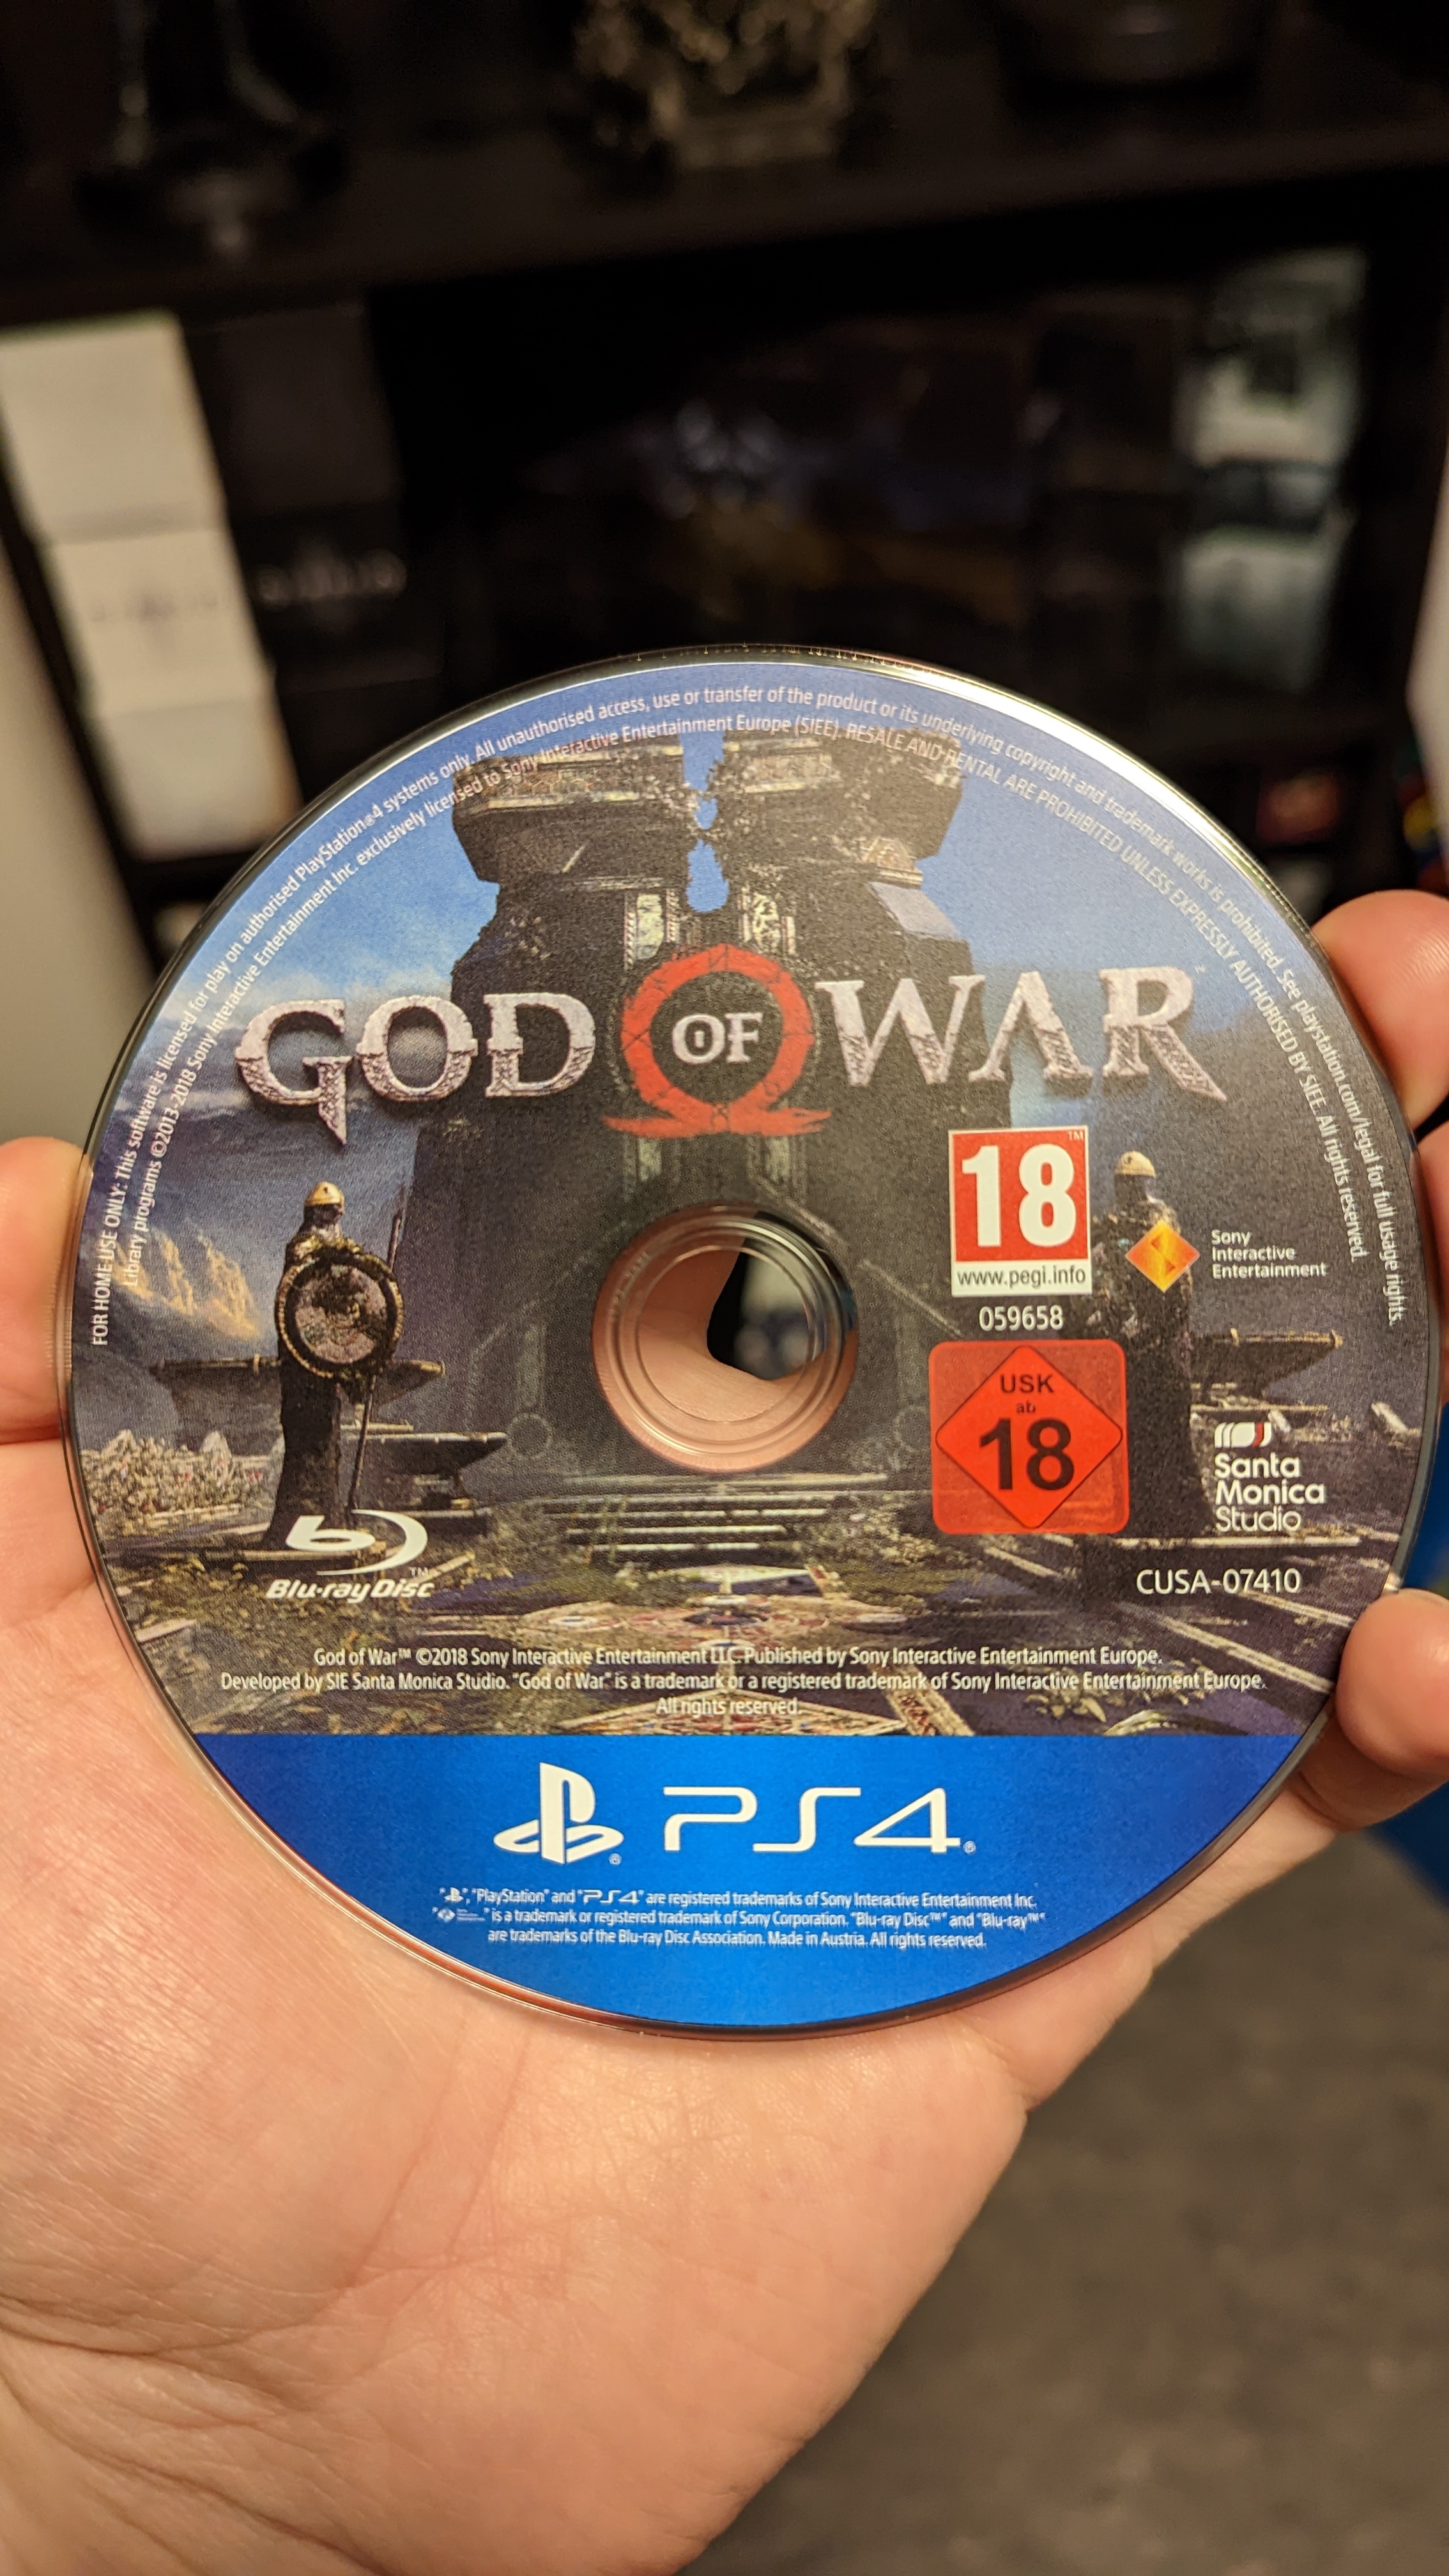 FOR HOME USE ONLY: This software is licensed for play on authorised PlayStation®4 systems only. All unauthorised access, use or transfer of the product or its underlying copyright and trademark works is prohibited. See playstation.com/legal for full usage rights.
Library programs ©2013-2018 Sony Interactive Entertainment Inc. exclusively licensed to Sony Interactive Entertainment Europe (SIEE). RESALE AND RENTAL ARE PROHIBITED UNLESS EXPRESSLY AUTHORISED BY SIEE. All rights reserved.
GOD OF WAR
18™
www.pegi.info
059658
Sony
Interactive
Entertainment
USK
ab
18
Santa
Monica
Studio
Blu-ray Disc™
CUSA-07410
God of War™ ©2018 Sony Interactive Entertainment LLC. Published by Sony Interactive Entertainment Europe.
Developed by SIE Santa Monica Studio. "God of War" is a trademark or a registered trademark of Sony Interactive Entertainment Europe.
All rights reserved.
PS4®
" ", "PlayStation" and "PS4" are registered trademarks of Sony Interactive Entertainment Inc.
" " is a trademark or registered trademark of Sony Corporation. "Blu-ray Disc™" and "Blu-ray™"
are trademarks of the Blu-ray Disc Association. Made in Austria. All rights reserved.